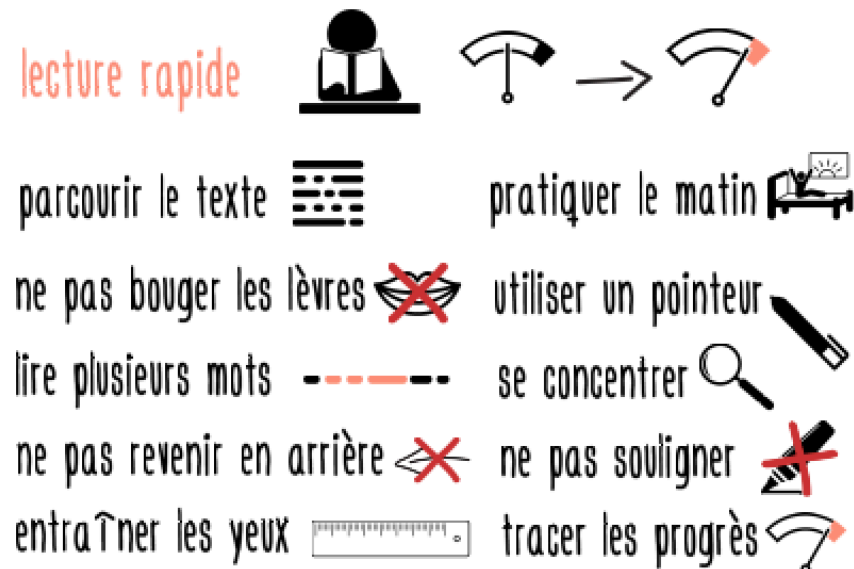 lecture rapide
parcourir le texte
ne pas bouger les lèvres
lire plusieurs mots
ne pas revenir en arrière
entraîner les yeux
pratiquer le matin
utiliser un pointeur
se concentrer
ne pas souligner
tracer les progrès